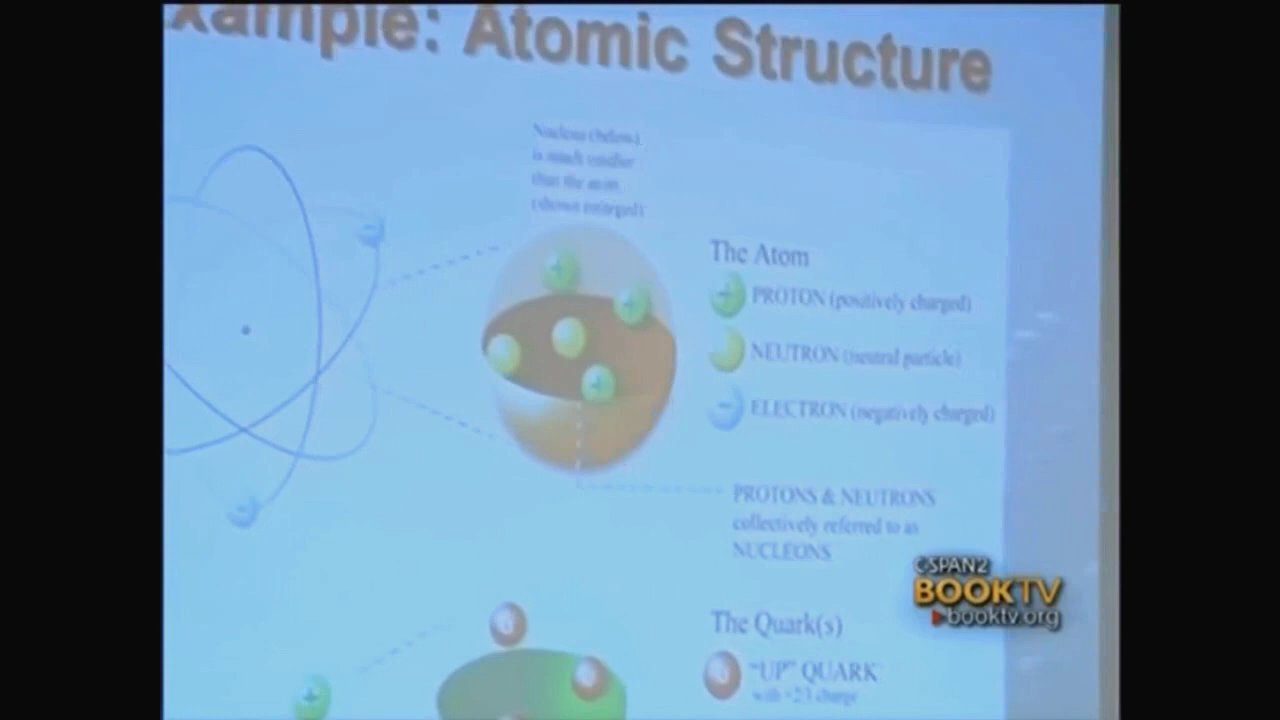 xample: Atomic Structure
Nucleus (below)
is much smaller
than the atom
(shown enlarged)
The Atom
PROTON (positively charged)
NEUTRON (neutral particle)
ELECTRON (negatively charged)
PROTONS & NEUTRONS
collectively referred to as
NUCLEONS
C-SPAN2
BOOKTV
booktv.org
The Quark(s)
"UP" QUARK
with +2/3 charge